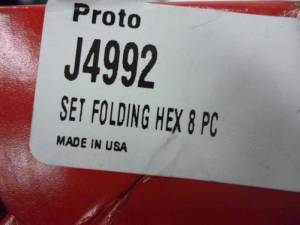 Proto
J4992
SET FOLDING HEX 8 PC
MADE IN USA